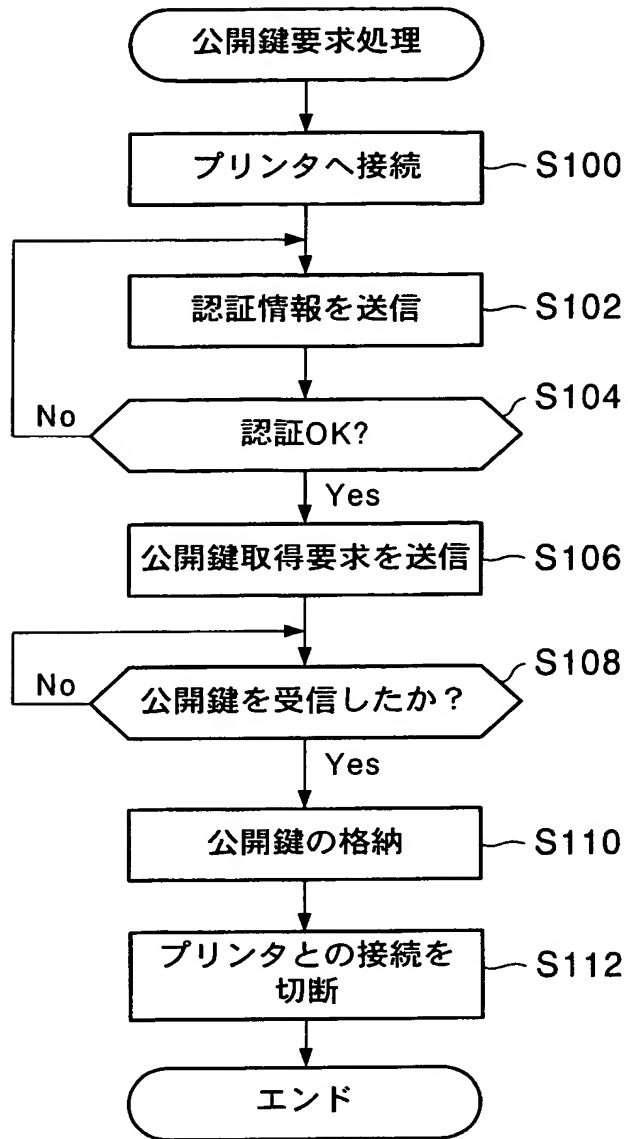 公開鍵要求処理
プリンタへ接続
S100
認証情報を送信
S102
認証OK?
S104
No
Yes
公開鍵取得要求を送信
S106
公開鍵を受信したか？
S108
No
Yes
公開鍵の格納
S110
プリンタとの接続を
切断
S112
エンド